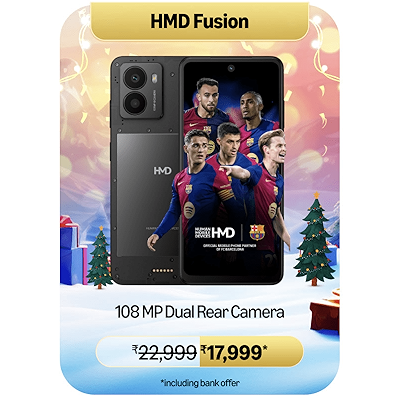 HMD Fusion
HMD
HUMAN
MOBILE
DEVICES
HMD
OFFICIAL MOBILE PHONE PARTNER
OF FC BARCELONA
108 MP Dual Rear Camera
₹22,999 ₹17,999*
*including bank offer